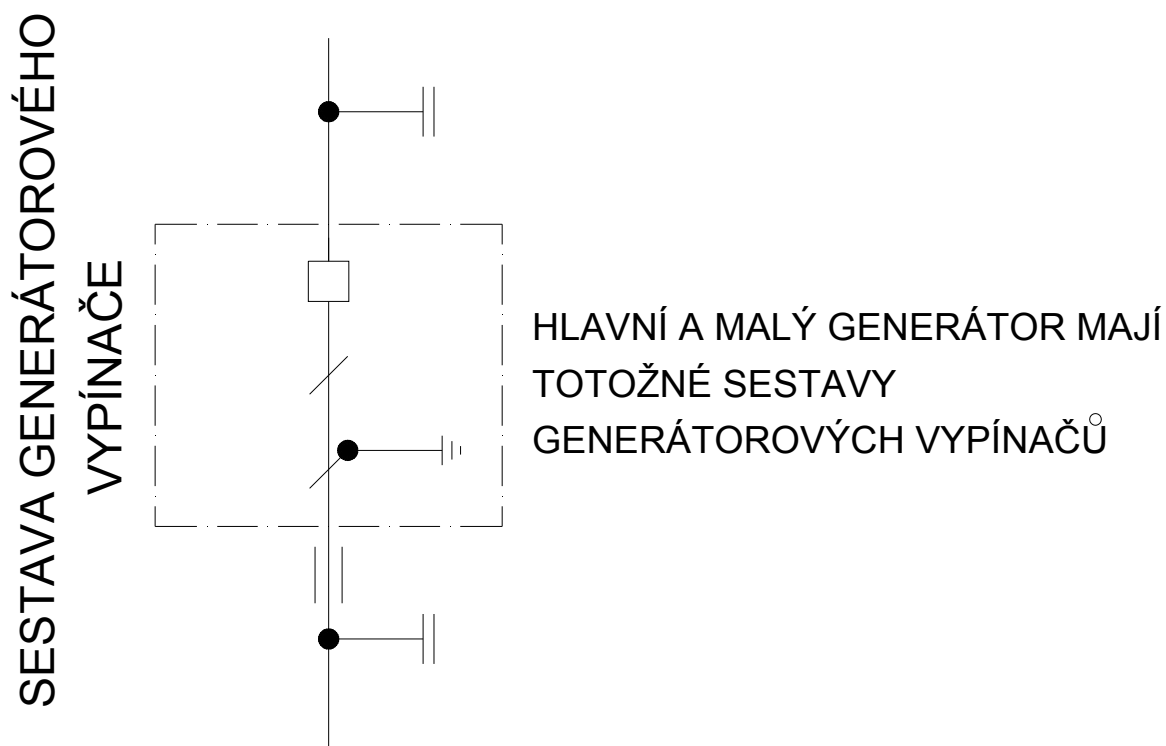 SESTAVA GENERÁTOROVÉHO
VYPÍNAČE
HLAVNÍ A MALÝ GENERÁTOR MAJÍ
TOTOŽNÉ SESTAVY
GENERÁTOROVÝCH VYPÍNAČŮ